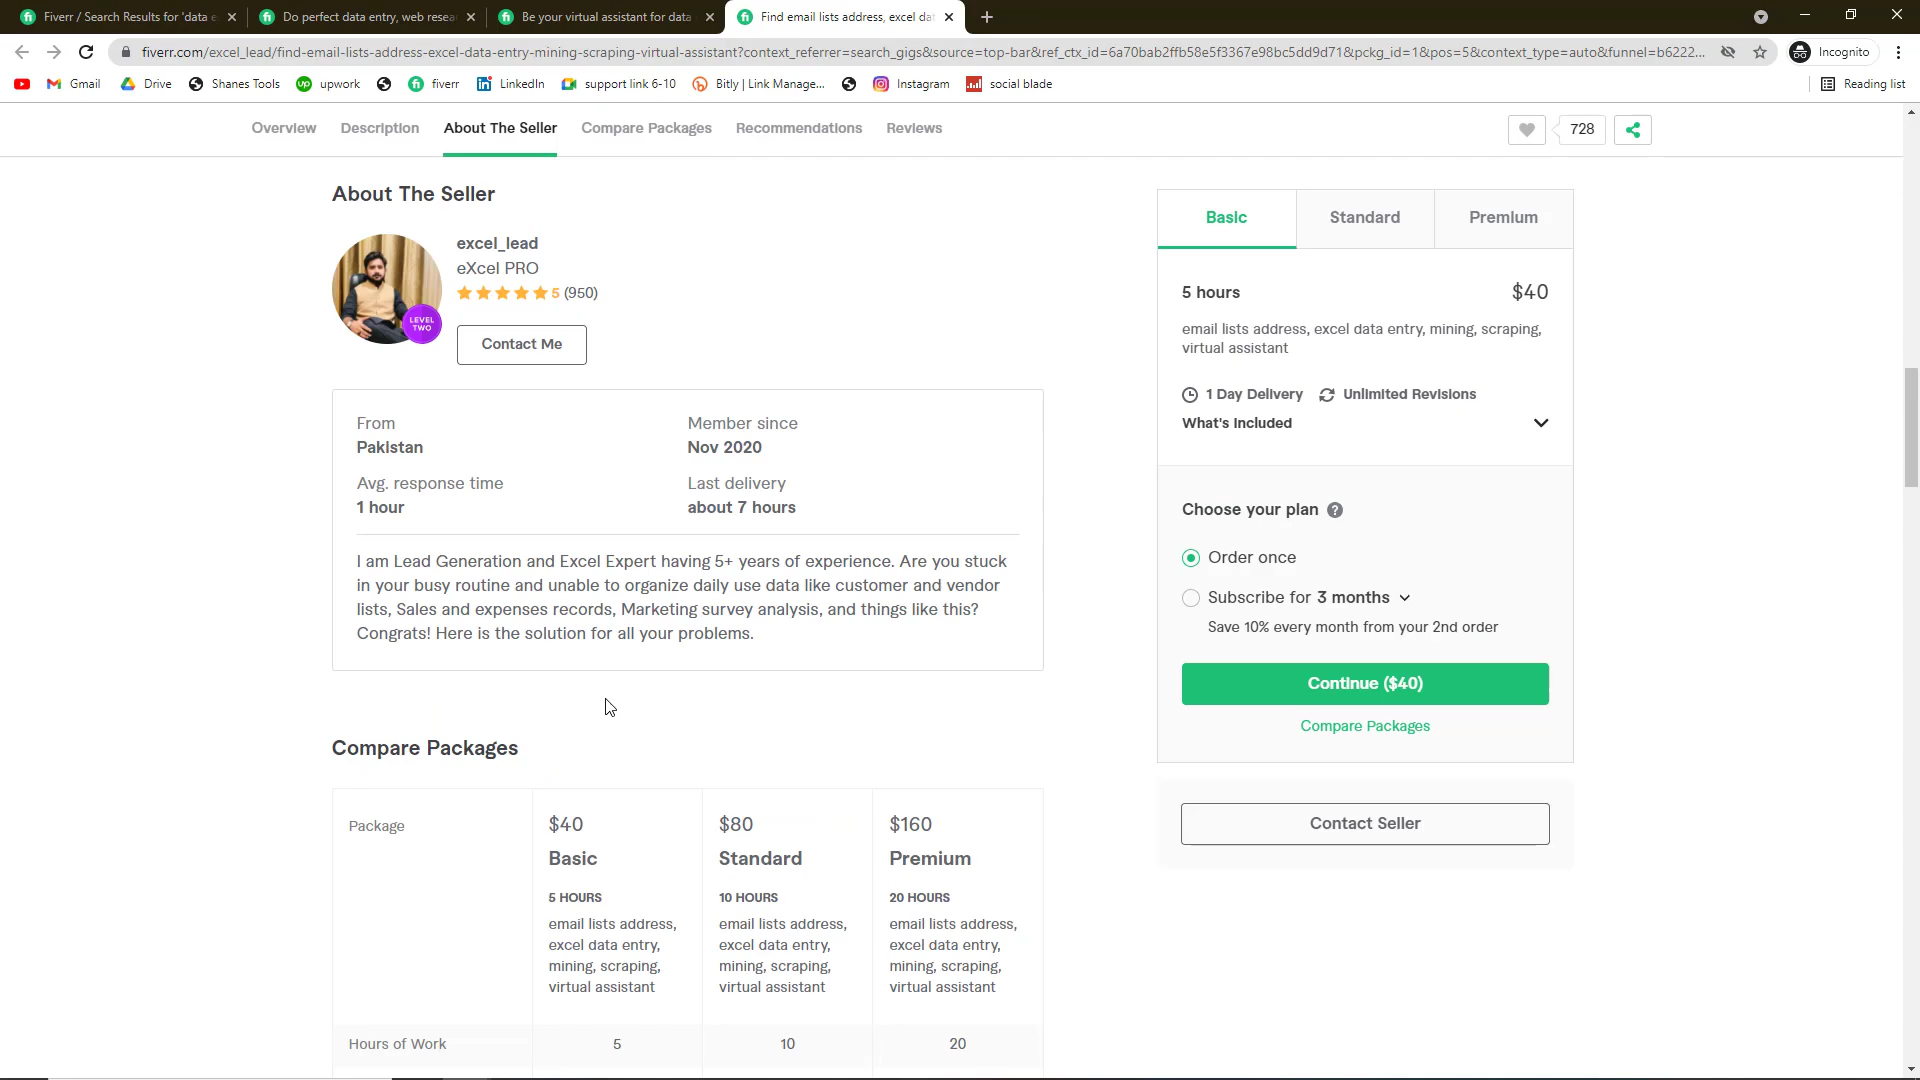 Fiverr / Search Results for 'data e
Do perfect data entry, web resea
Be your virtual assistant for data
Find email lists address, excel dat
fiverr.com/excel_lead/find-email-lists-address-excel-data-entry-mining-scraping-virtual-assistant?context_referrer=search_gigs&source=top-bar&ref_ctx_id=6a70bab2ffb58e5f3367e98bc5dd9d71&pckg_id=1&pos=5&context_type=auto&funnel=b6222...
Incognito
Gmail
Drive
Shanes Tools
up
upwork
fiverr
LinkedIn
support link 6-10
Bitly | Link Manage...
Instagram
social blade
Reading list
Overview
Description
About The Seller
Compare Packages
Recommendations
Reviews
728
About The Seller
LEVEL
TWO
excel_lead
eXcel PRO
5 (950)
Contact Me
From
Pakistan
Member since
Nov 2020
Avg. response time
1 hour
Last delivery
about 7 hours
I am Lead Generation and Excel Expert having 5+ years of experience. Are you stuck
in your busy routine and unable to organize daily use data like customer and vendor
lists, Sales and expenses records, Marketing survey analysis, and things like this?
Congrats! Here is the solution for all your problems.
Compare Packages
Package
$40
Basic
5 HOURS
email lists address,
excel data entry,
mining, scraping,
virtual assistant
$80
Standard
10 HOURS
email lists address,
excel data entry,
mining, scraping,
virtual assistant
$160
Premium
20 HOURS
email lists address,
excel data entry,
mining, scraping,
virtual assistant
Hours of Work
5
10
20
Basic
Standard
Premium
5 hours
$40
email lists address, excel data entry, mining, scraping,
virtual assistant
1 Day Delivery
Unlimited Revisions
What's Included
Choose your plan
?
Order once
Subscribe for 3 months
Save 10% every month from your 2nd order
Continue ($40)
Compare Packages
Contact Seller